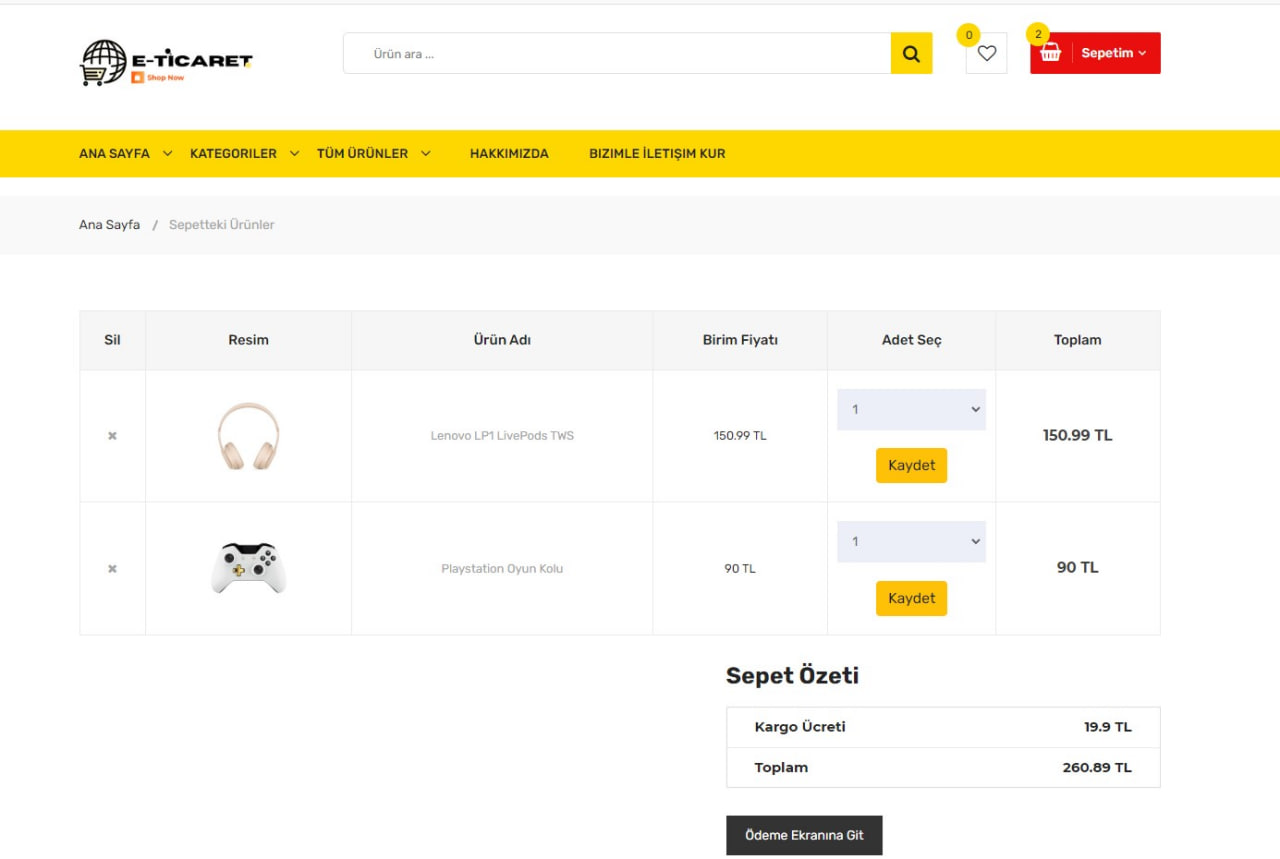 E-TİCARET
Shop Now
Ürün ara ...
0
2
Sepetim
ANA SAYFA KATEGORILER TÜM ÜRÜNLER HAKKIMIZDA BIZIMLE İLETIŞIM KUR
Ana Sayfa / Sepetteki Ürünler
Sil Resim Ürün Adı Birim Fiyatı Adet Seç Toplam
Lenovo LP1 LivePods TWS 150.99 TL 1 150.99 TL
Kaydet
Playstation Oyun Kolu 90 TL 1 90 TL
Kaydet
Sepet Özeti
Kargo Ücreti 19.9 TL
Toplam 260.89 TL
Ödeme Ekranına Git